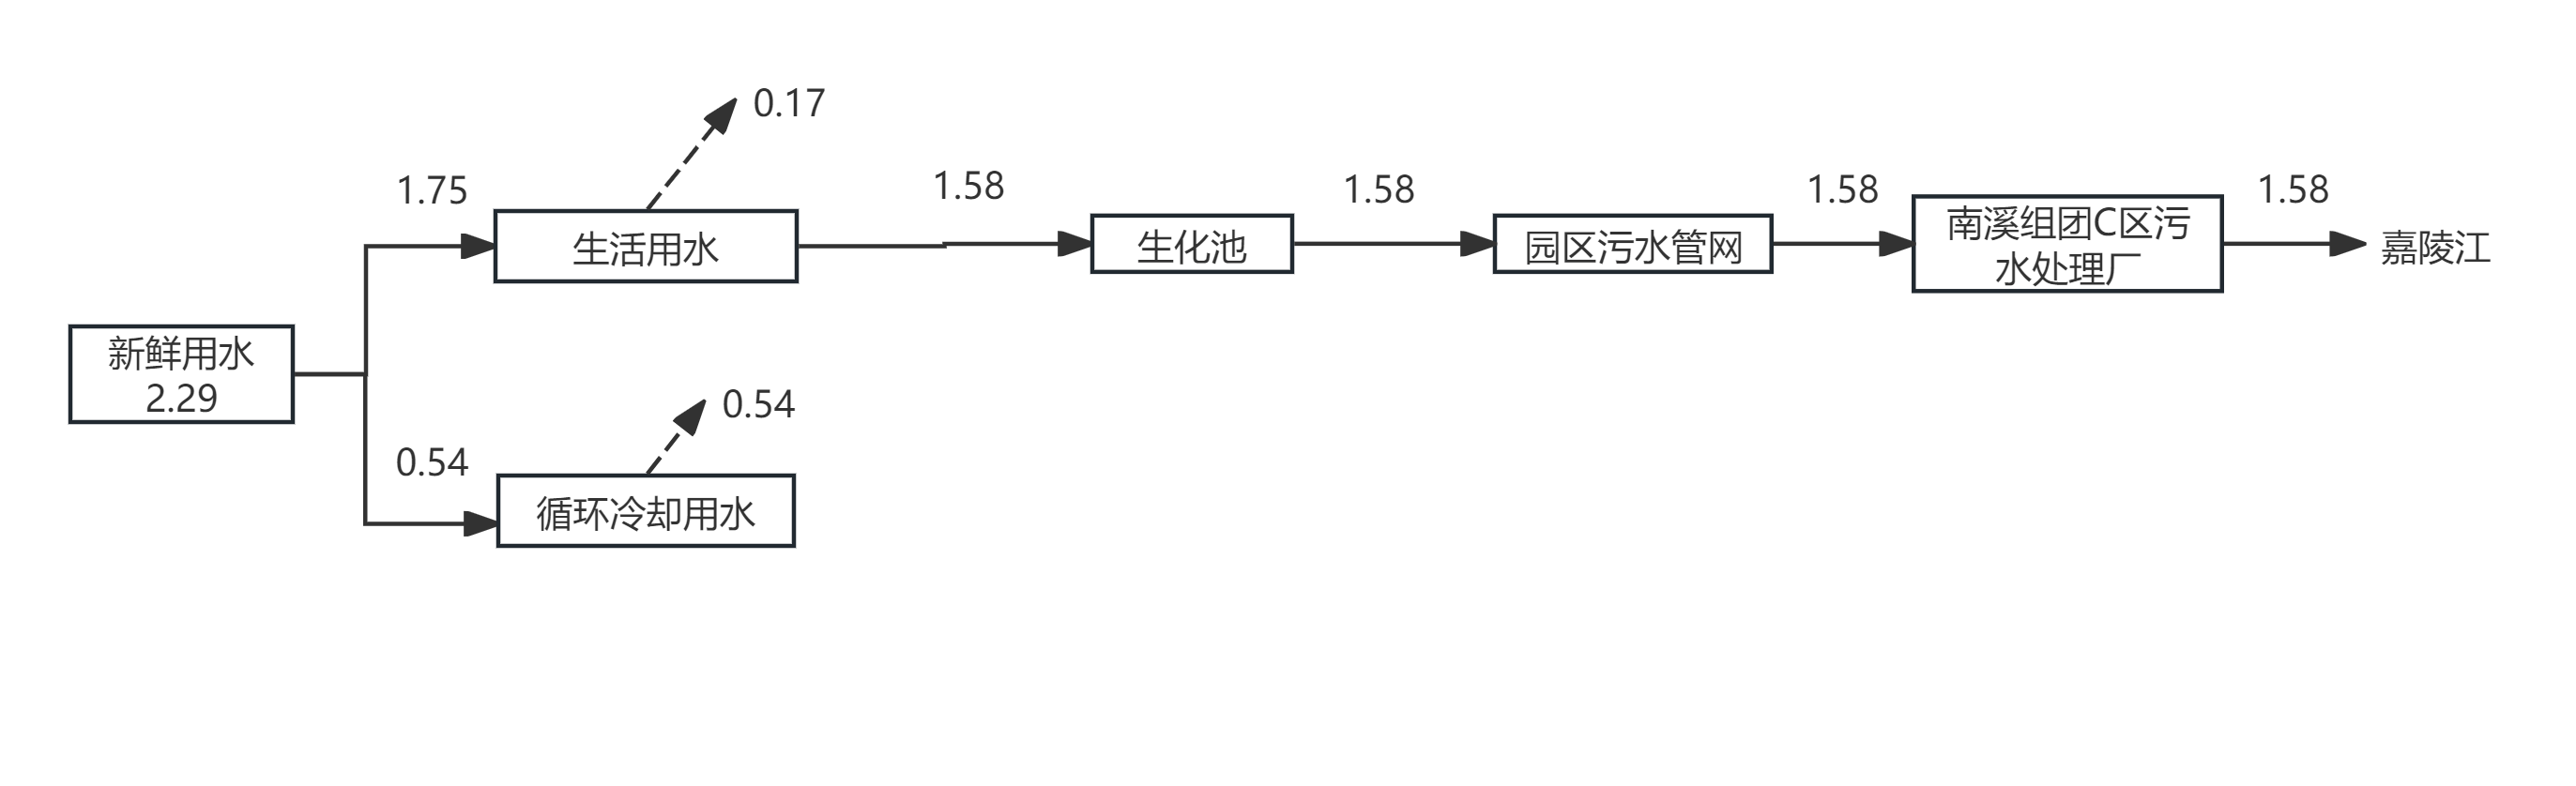 0.17
1.75
1.58
1.58
1.58
1.58
生活用水
生化池
园区污水管网
南溪组团C区污
水处理厂
嘉陵江
新鲜用水
2.29
0.54
0.54
循环冷却用水